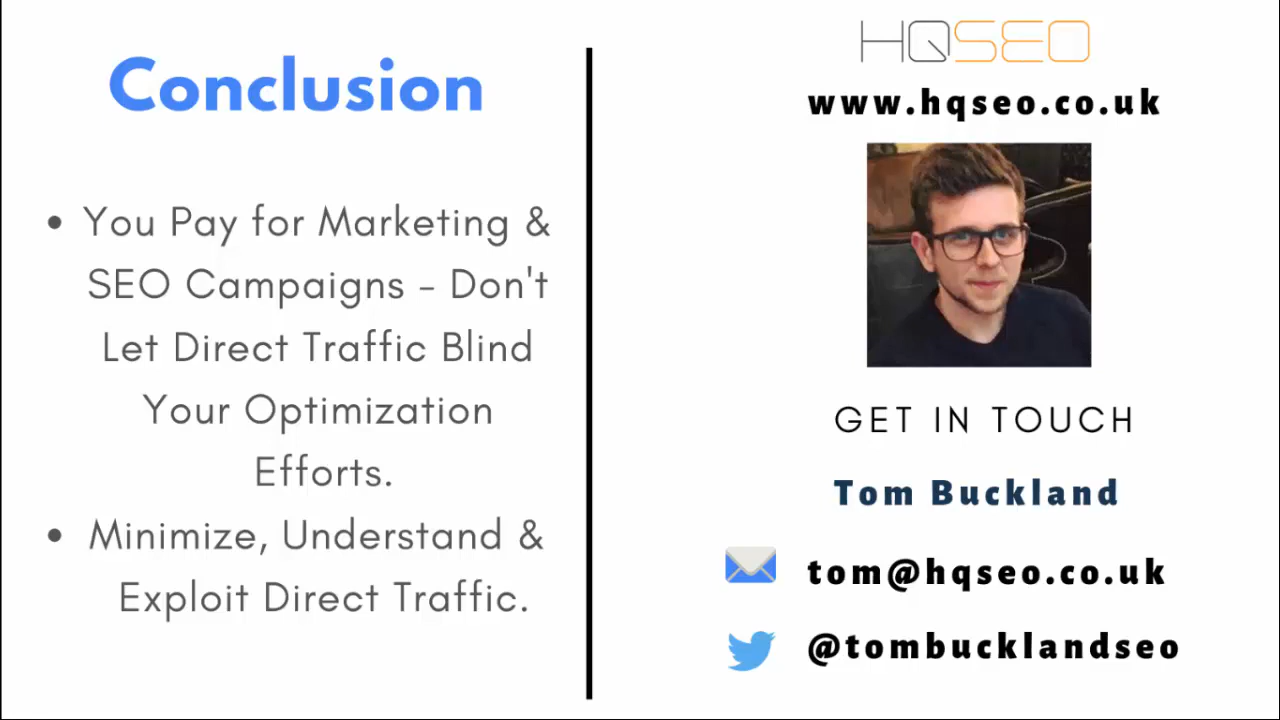 Conclusion
• You Pay for Marketing &
SEO Campaigns - Don't
Let Direct Traffic Blind
Your Optimization
Efforts.
• Minimize, Understand &
Exploit Direct Traffic.
HQSEO
www.hqseo.co.uk
GET IN TOUCH
Tom Buckland
tom@hqseo.co.uk
@tombucklandseo